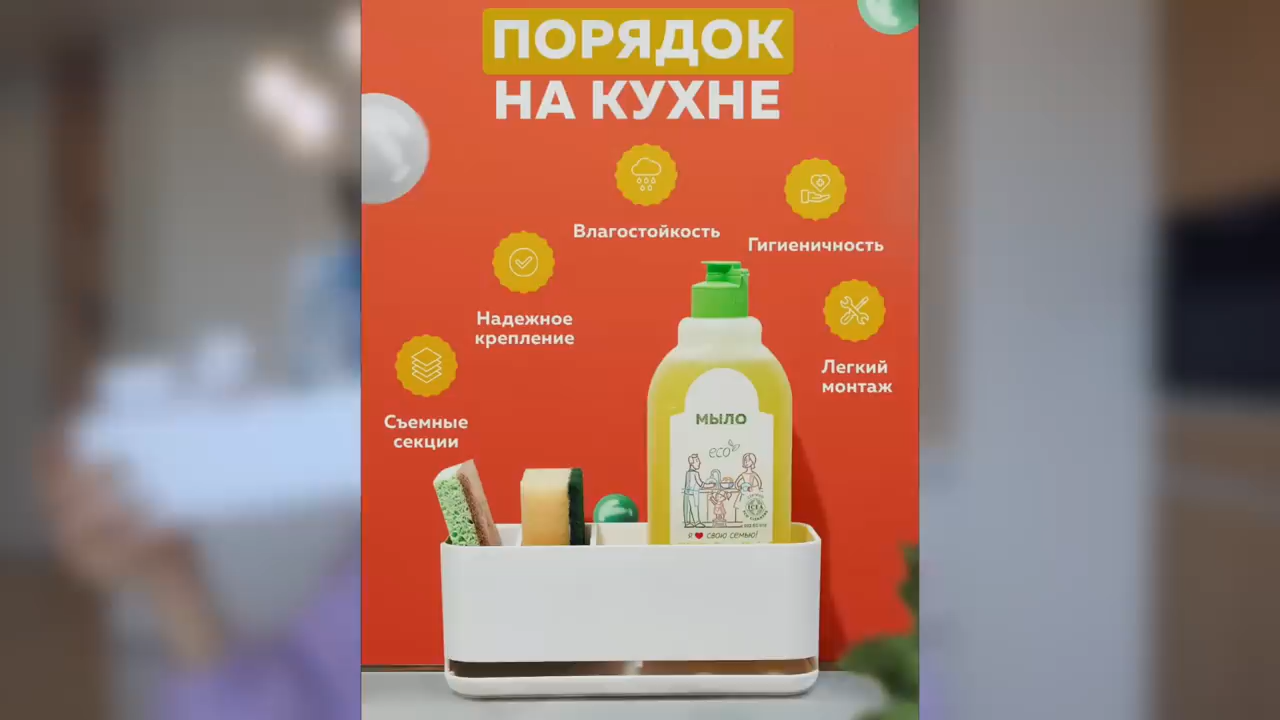 ПОРЯДОК
НА КУХНЕ
Влагостойкость
Гигиеничность
Надежное
крепление
Легкий
монтаж
Съемные
секции
МЫЛО
eco
Я ❤ СВОЮ СЕМЬЮ!